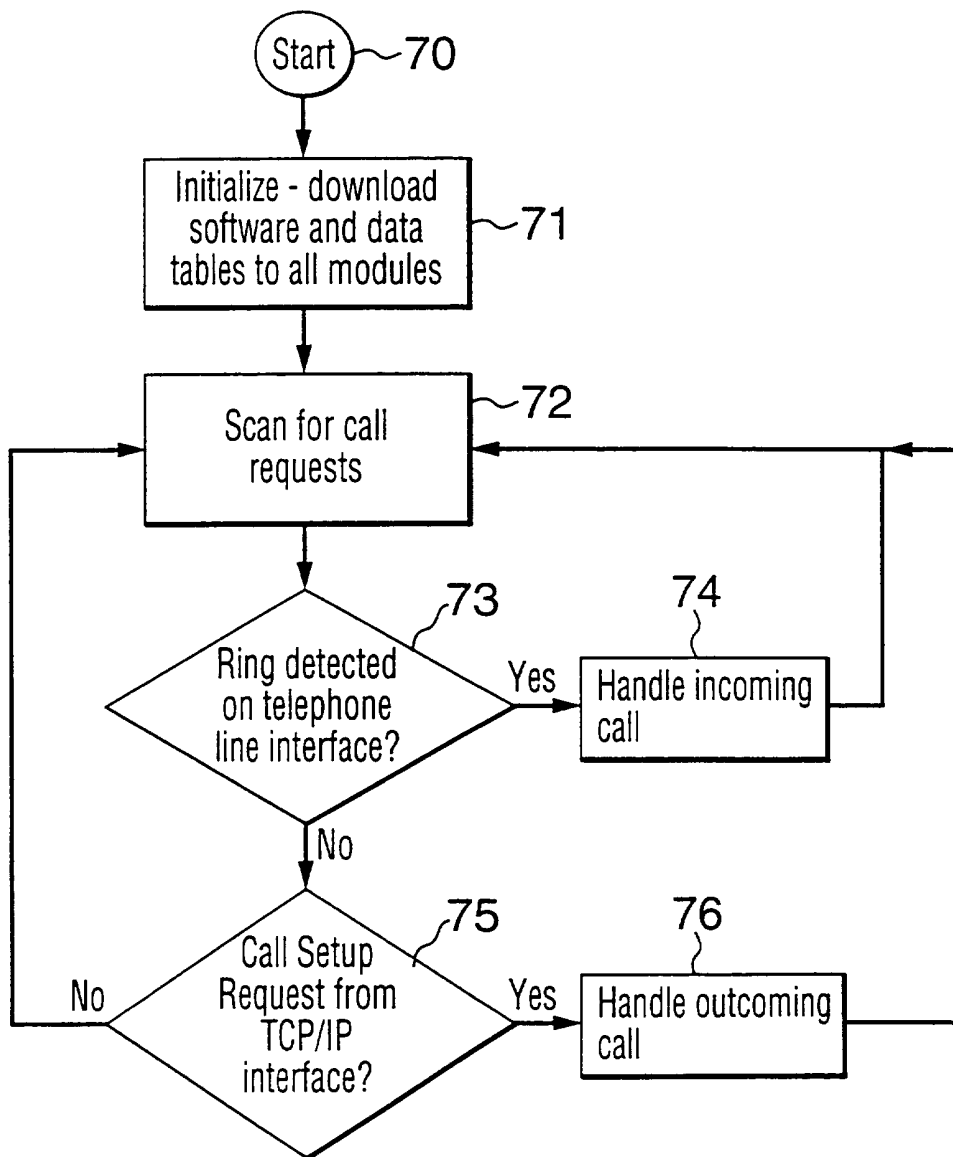 Start
70
Initialize - download
software and data
tables to all modules
71
72
Scan for call
requests
73
Ring detected
on telephone
line interface?
Yes
74
Handle incoming
call
No
75
Call Setup
Request from
TCP/IP
interface?
No
Yes
76
Handle outcoming
call